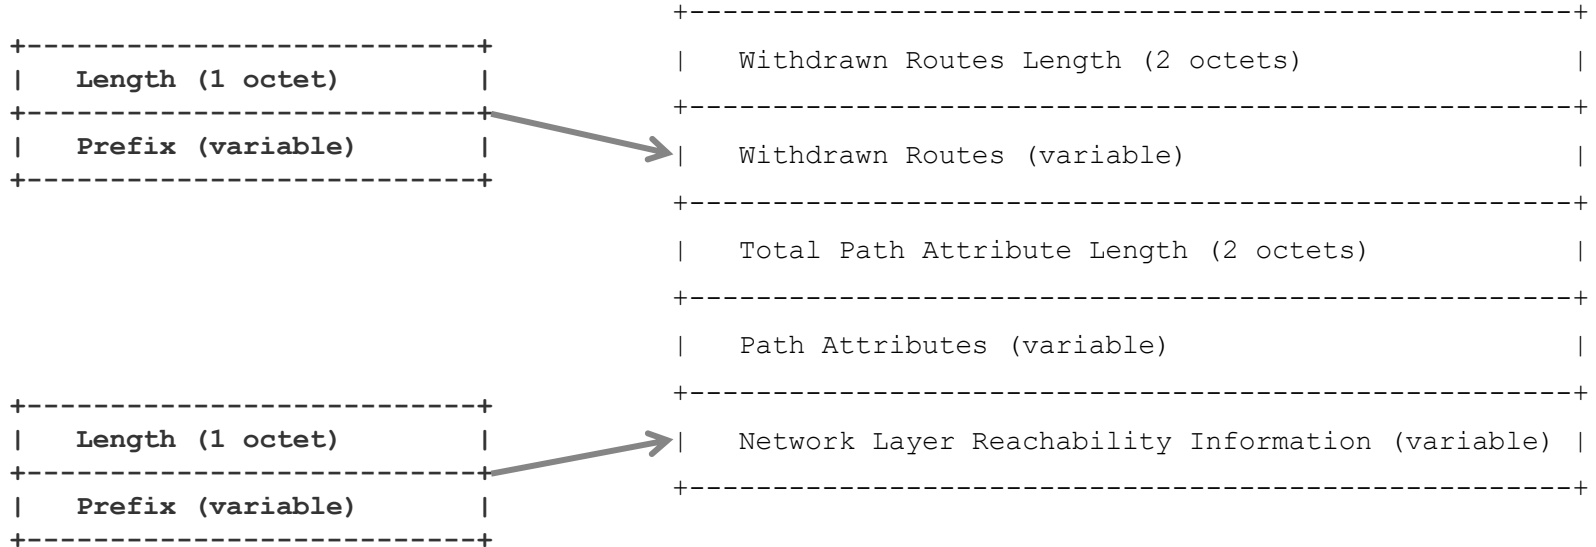 +---------------------------+
|   Length (1 octet)        |
+---------------------------+
|   Prefix (variable)       |
+---------------------------+
+-----------------------------------------------------+
|   Withdrawn Routes Length (2 octets)                |
+-----------------------------------------------------+
|   Withdrawn Routes (variable)                       |
+-----------------------------------------------------+
|   Total Path Attribute Length (2 octets)            |
+-----------------------------------------------------+
|   Path Attributes (variable)                        |
+-----------------------------------------------------+
|   Network Layer Reachability Information (variable) |
+-----------------------------------------------------+
+---------------------------+
|   Length (1 octet)        |
+---------------------------+
|   Prefix (variable)       |
+---------------------------+